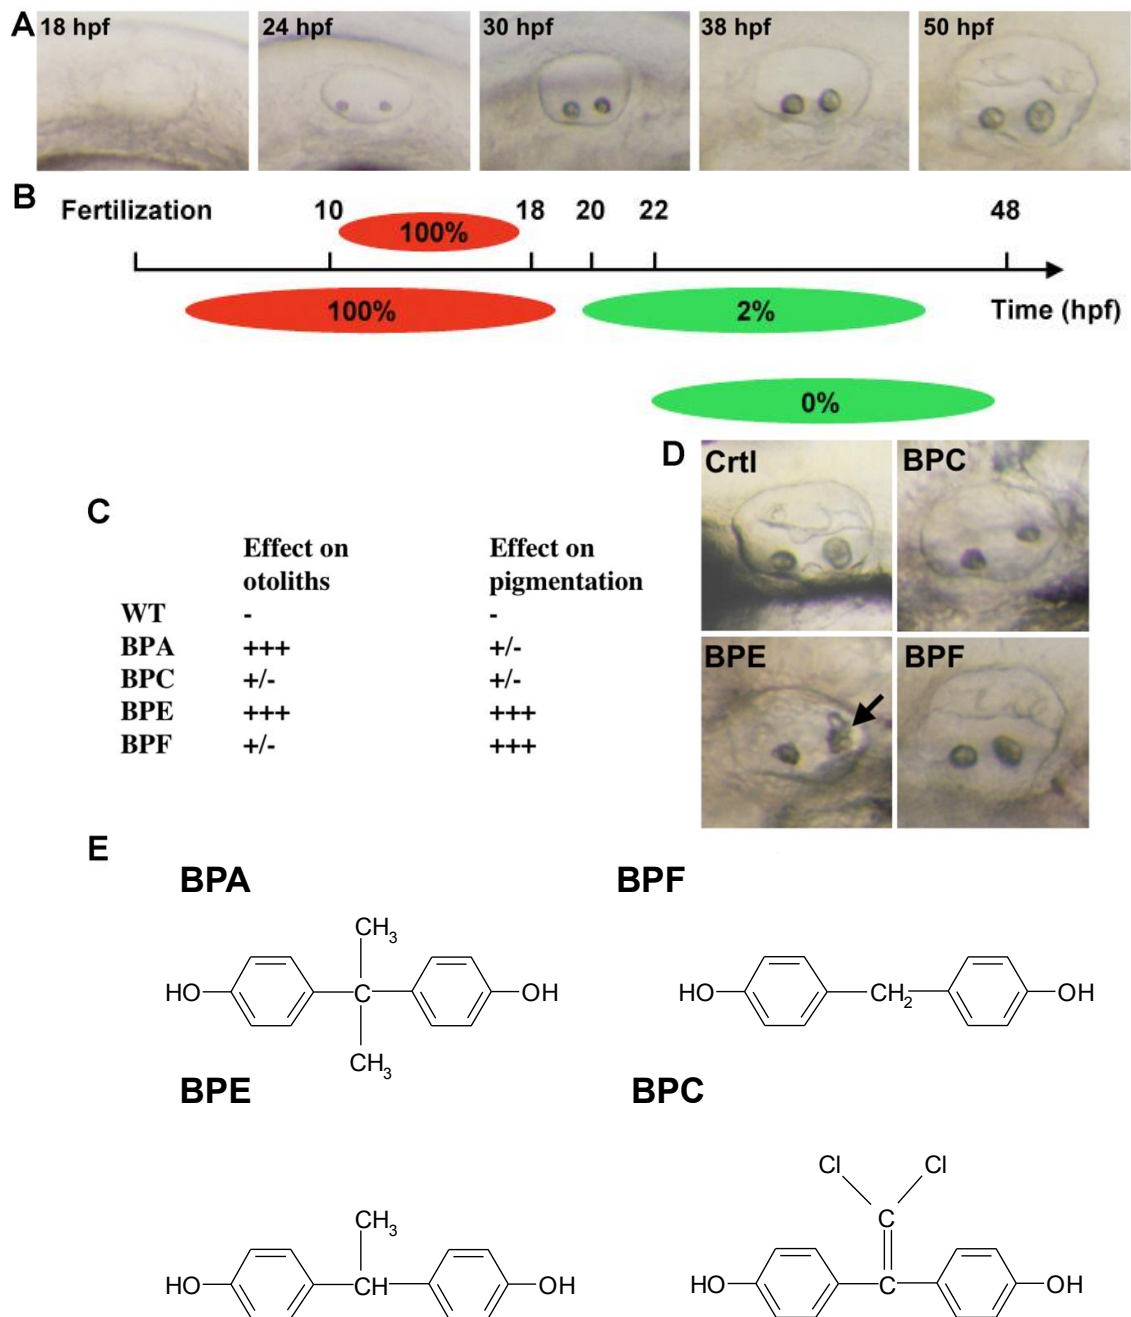 A
18 hpf 24 hpf 30 hpf 38 hpf 50 hpf
B
Fertilization 10 18 20 22 48
100%
100% 2% Time (hpf)
0%
C
Effect on otoliths Effect on pigmentation
WT - -
BPA +++ +/-
BPC +/- +/-
BPE +++ +++
BPF +/- +++
D
Crtl BPC
BPE BPF
E
BPA BPF
CH3
HO C OH HO CH2 OH
CH3
BPE BPC
Cl Cl
CH3 C
HO CH OH HO C OH